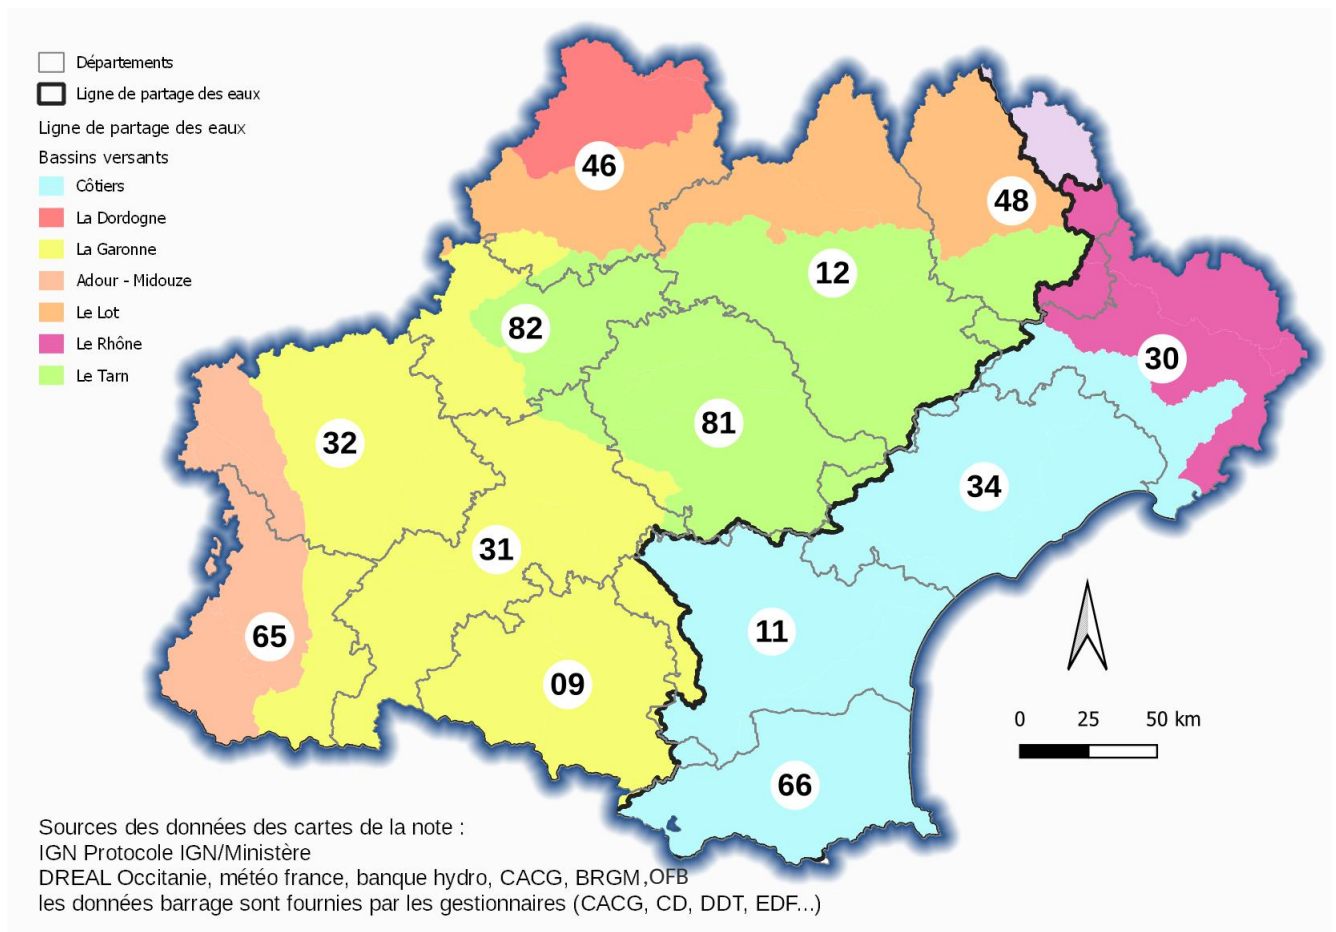 Départements
Ligne de partage des eaux
Ligne de partage des eaux
Bassins versants
Côtiers
La Dordogne
La Garonne
Adour - Midouze
Le Lot
Le Rhône
Le Tarn
46
48
12
82
30
81
32
34
31
11
65
09
66
0 25 50 km
Sources des données des cartes de la note :
IGN Protocole IGN/Ministère
DREAL Occitanie, météo france, banque hydro, CACG, BRGM,OFB
les données barrage sont fournies par les gestionnaires (CACG, CD, DDT, EDF...)